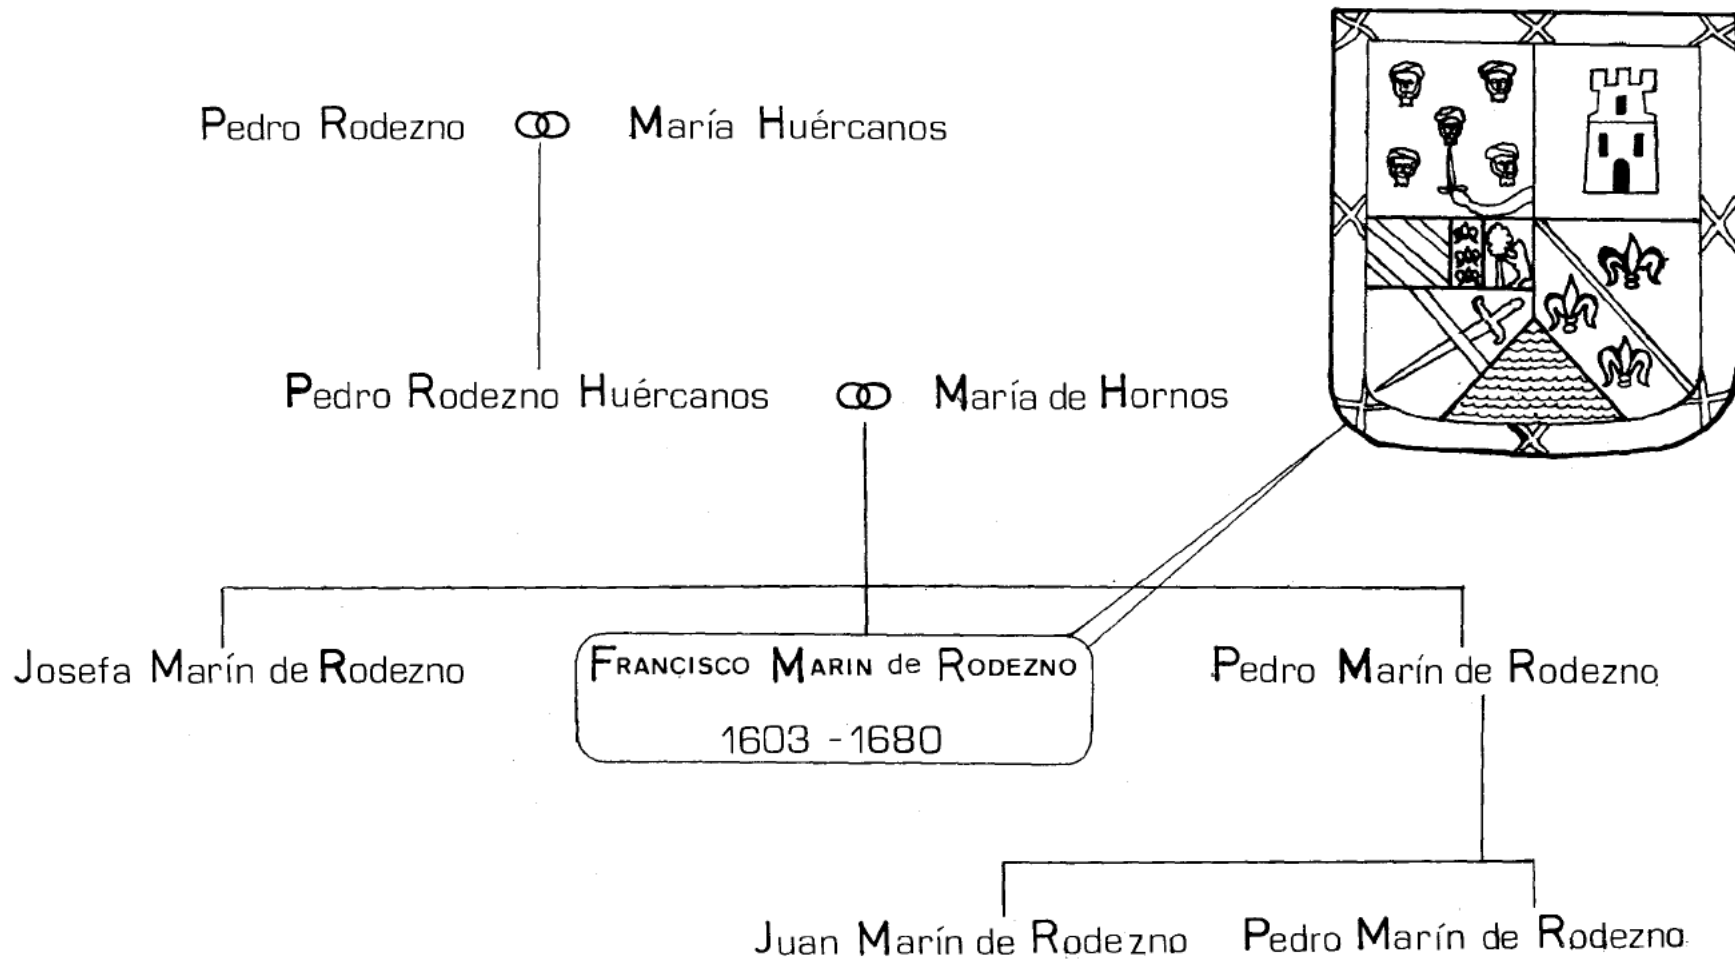 Pedro Rodezno María Huércanos
Pedro Rodezno Huércanos María de Hornos
Josefa Marín de Rodezno
FRANCISCO MARIN de RODEZNO
1603 - 1680
Pedro Marín de Rodezno
Juan Marín de Rodezno Pedro Marín de Rodezno